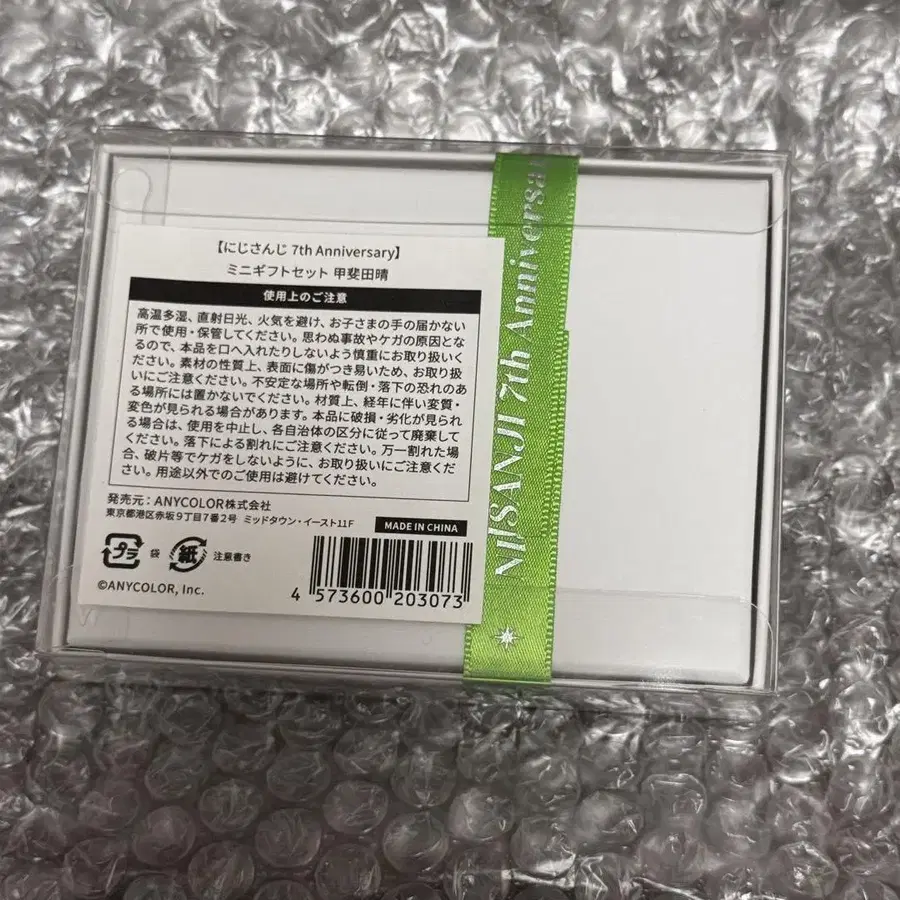 【にじさんじ 7th Anniversary】
ミニギフトセット 甲斐田晴
使用上のご注意
高温多湿、直射日光、火気を避け、お子さまの手の届かない
所で使用・保管してください。思わぬ事故やケガの原因とな
るので、本品を口へ入れたりしないよう慎重にお取り扱いく
ださい。素材の性質上、表面に傷がつき易いため、お取り扱
いにご注意ください。不安定な場所や転倒・落下の恐れのあ
る場所には置かないでください。材質上、経年に伴い変質・
変色が見られる場合があります。本品に破損・劣化が見られ
る場合は、使用を中止し、各自治体の区分に従って廃棄して
ください。落下による割れにご注意ください。万一割れた場
合、破片等でケガをしないように、お取り扱いにご注意くだ
さい。用途以外でのご使用は避けてください。
発売元：ANYCOLOR株式会社
東京都港区赤坂9丁目7番2号 ミッドタウン・イースト11F
MADE IN CHINA
プラ 袋 紙 注意書き
©ANYCOLOR, Inc.
4 573600 203073
NIJISANJI 7th Anniversar